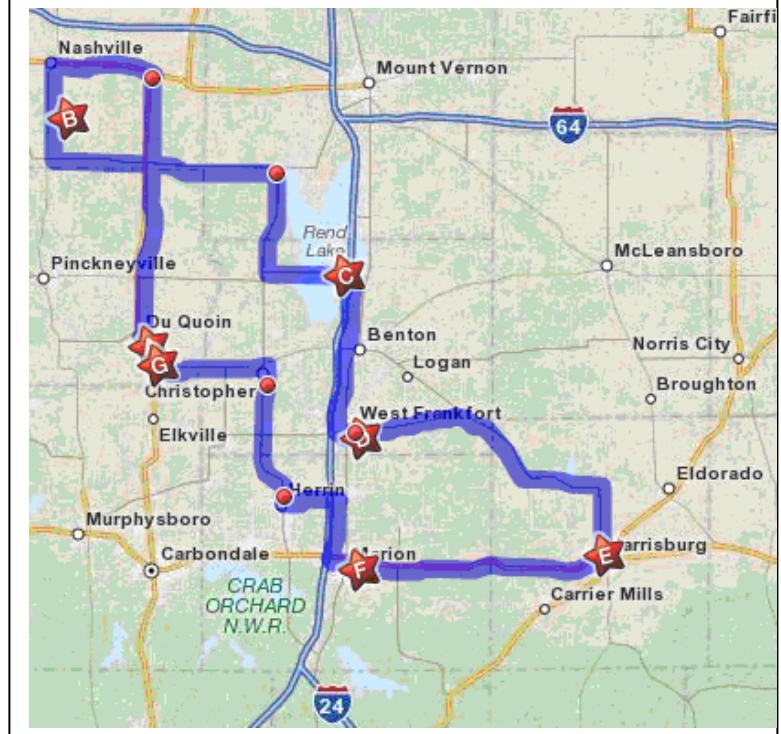 Fairfi
Nashville
Mount Vernon
B
64
Rend
Lake
McLeansboro
Pinckneyville
C
Du Quoin
Benton
Norris City
G
Logan
Christopher
Broughton
West Frankfort
Elkville
D
Eldorado
Herrin
Murphysboro
Carbondale
Marion
E
arrisburg
F
CRAB
ORCHARD
N.W.R.
Carrier Mills
24